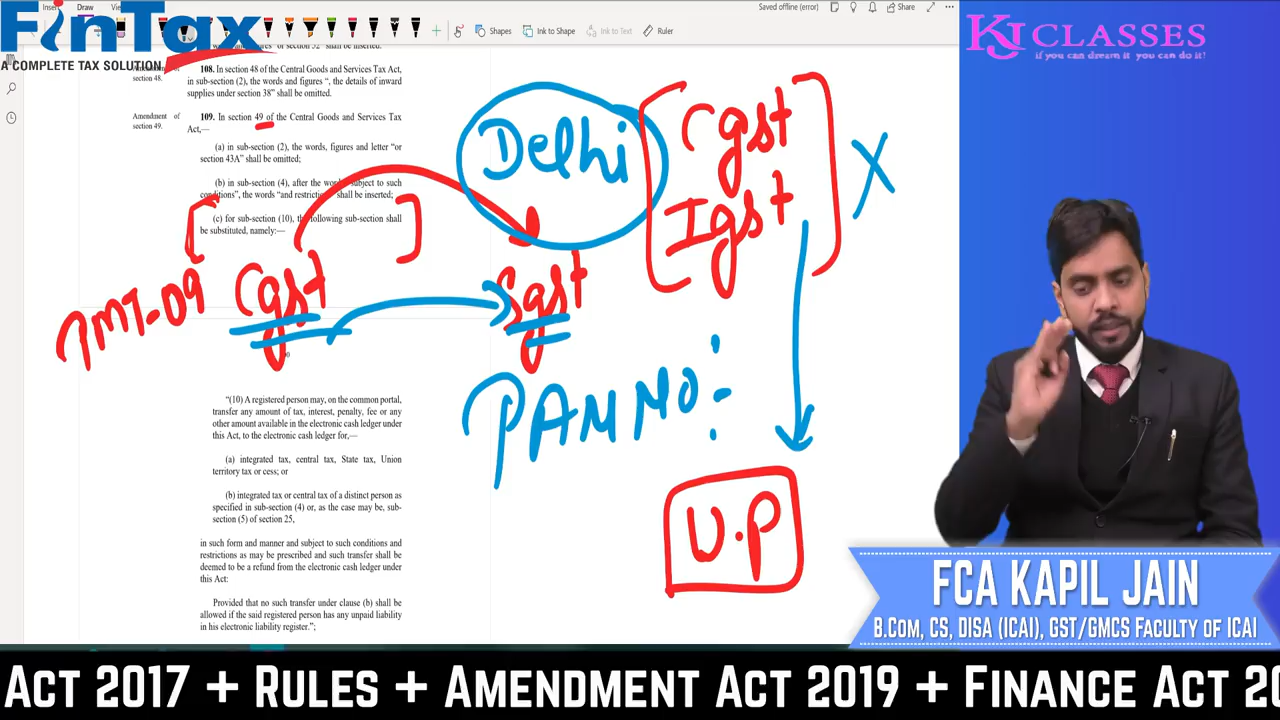 Insert
Draw
View
Saved offline (error)
Share
Shapes
Ink to Shape
Ink to Text
Ruler
FinTax
A COMPLETE TAX SOLUTION
KJ CLASSES
if you can dream it you can do it!
section 48.
108. In section 48 of the Central Goods and Services Tax Act,
in sub-section (2), the words and figures “, the details of inward
supplies under section 38” shall be omitted.
Amendment of
section 49.
109. In section 49 of the Central Goods and Services Tax
Act,—
(a) in sub-section (2), the words, figures and letter “or
section 43A” shall be omitted;
(b) in sub-section (4), after the words subject to such
conditions”, the words “and restrictions” shall be inserted;
(c) for sub-section (10), the following sub-section shall
be substituted, namely:—
Delhi
Cgst
Igst
X
PMT-09
Cgst
Sgst
PAN NO:-
U.P
“(10) A registered person may, on the common portal,
transfer any amount of tax, interest, penalty, fee or any
other amount available in the electronic cash ledger under
this Act, to the electronic cash ledger for,—
(a) integrated tax, central tax, State tax, Union
territory tax or cess; or
(b) integrated tax or central tax of a distinct person as
specified in sub-section (4) or, as the case may be, sub-
section (5) of section 25,
in such form and manner and subject to such conditions and
restrictions as may be prescribed and such transfer shall be
deemed to be a refund from the electronic cash ledger under
this Act:
Provided that no such transfer under clause (b) shall be
allowed if the said registered person has any unpaid liability
in his electronic liability register.”;
FCA KAPIL JAIN
B.COM, CS, DISA (ICAI), GST/GMCS FACULTY OF ICAI
ACT 2017 + RULES + AMENDMENT ACT 2019 + FINANCE ACT 20